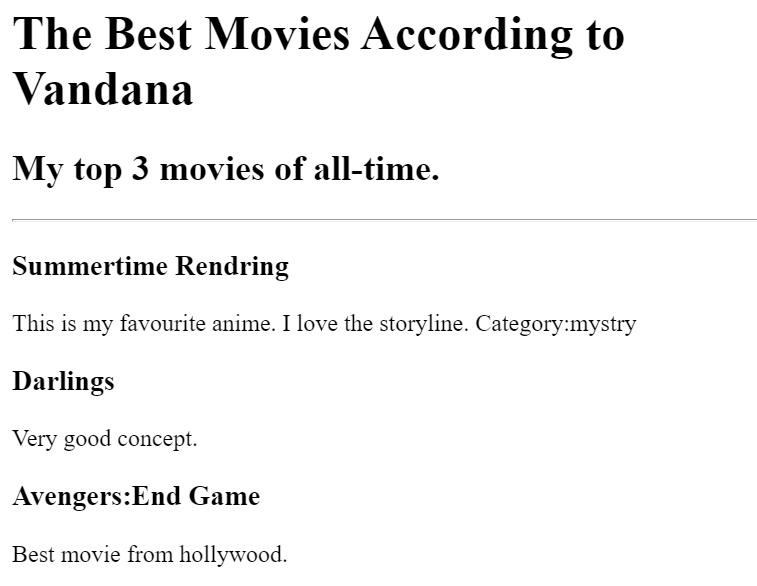 The Best Movies According to
Vandana
My top 3 movies of all-time.
Summertime Rendring
This is my favourite anime. I love the storyline. Category:mystry
Darlings
Very good concept.
Avengers:End Game
Best movie from hollywood.